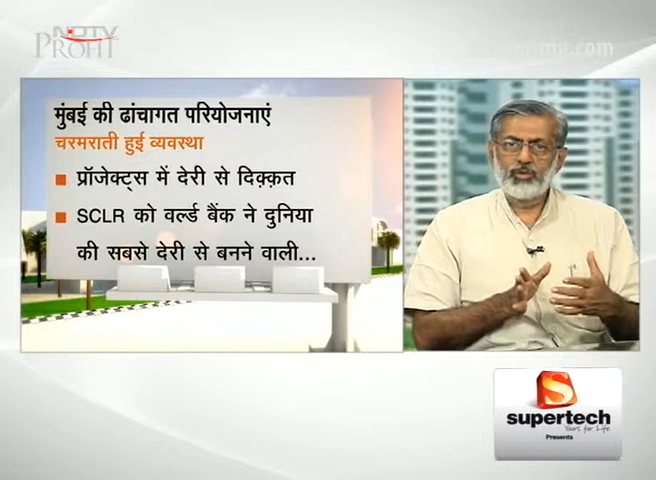 NDTV
PROFIT
मुंबई की ढांचागत परियोजनाएं
चरमराती हुई व्यवस्था
प्रॉजेक्ट्स में देरी से दिक़्क़त
SCLR को वर्ल्ड बैंक ने दुनिया
की सबसे देरी से बनने वाली...
S
supertech
Yours for Life
Presents